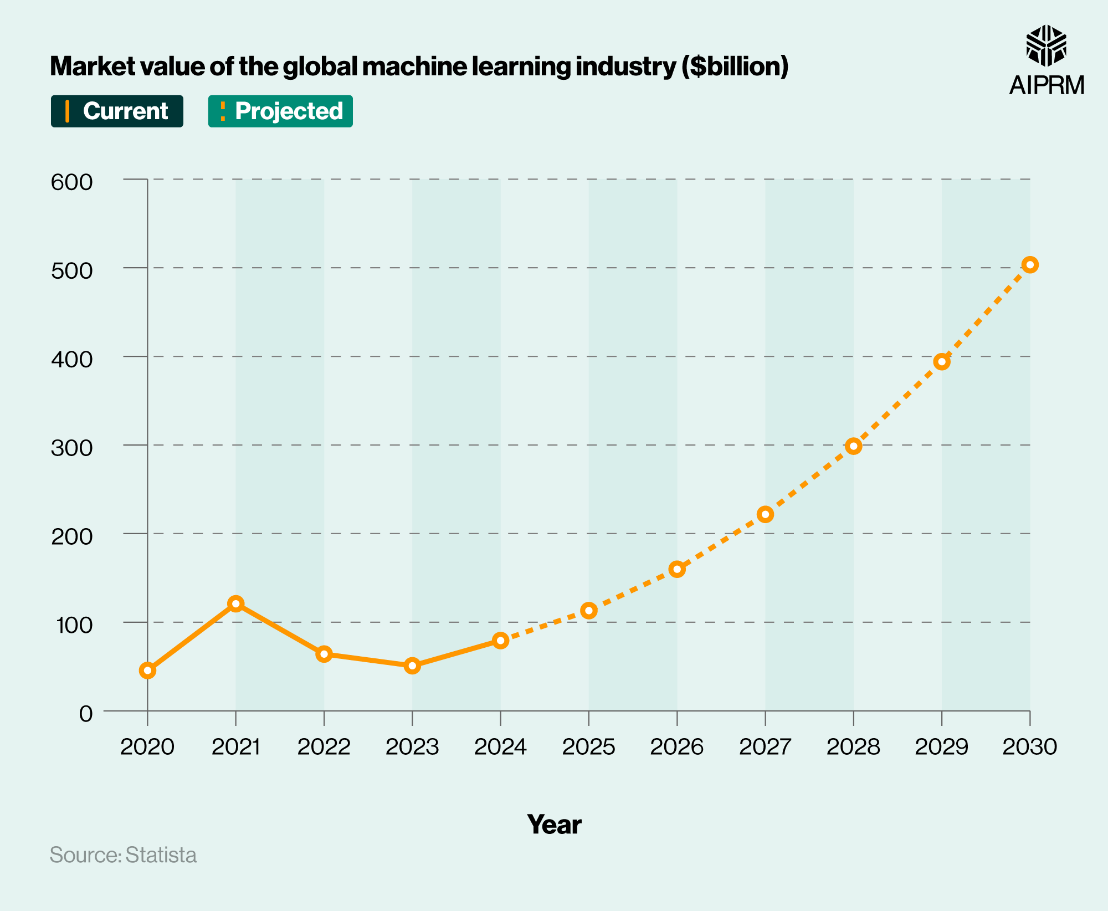 Market value of the global machine learning industry ($billion)
AIPRM
Current
Projected
600
500
400
300
200
100
0
2020 2021 2022 2023 2024 2025 2026 2027 2028 2029 2030
Year
Source: Statista